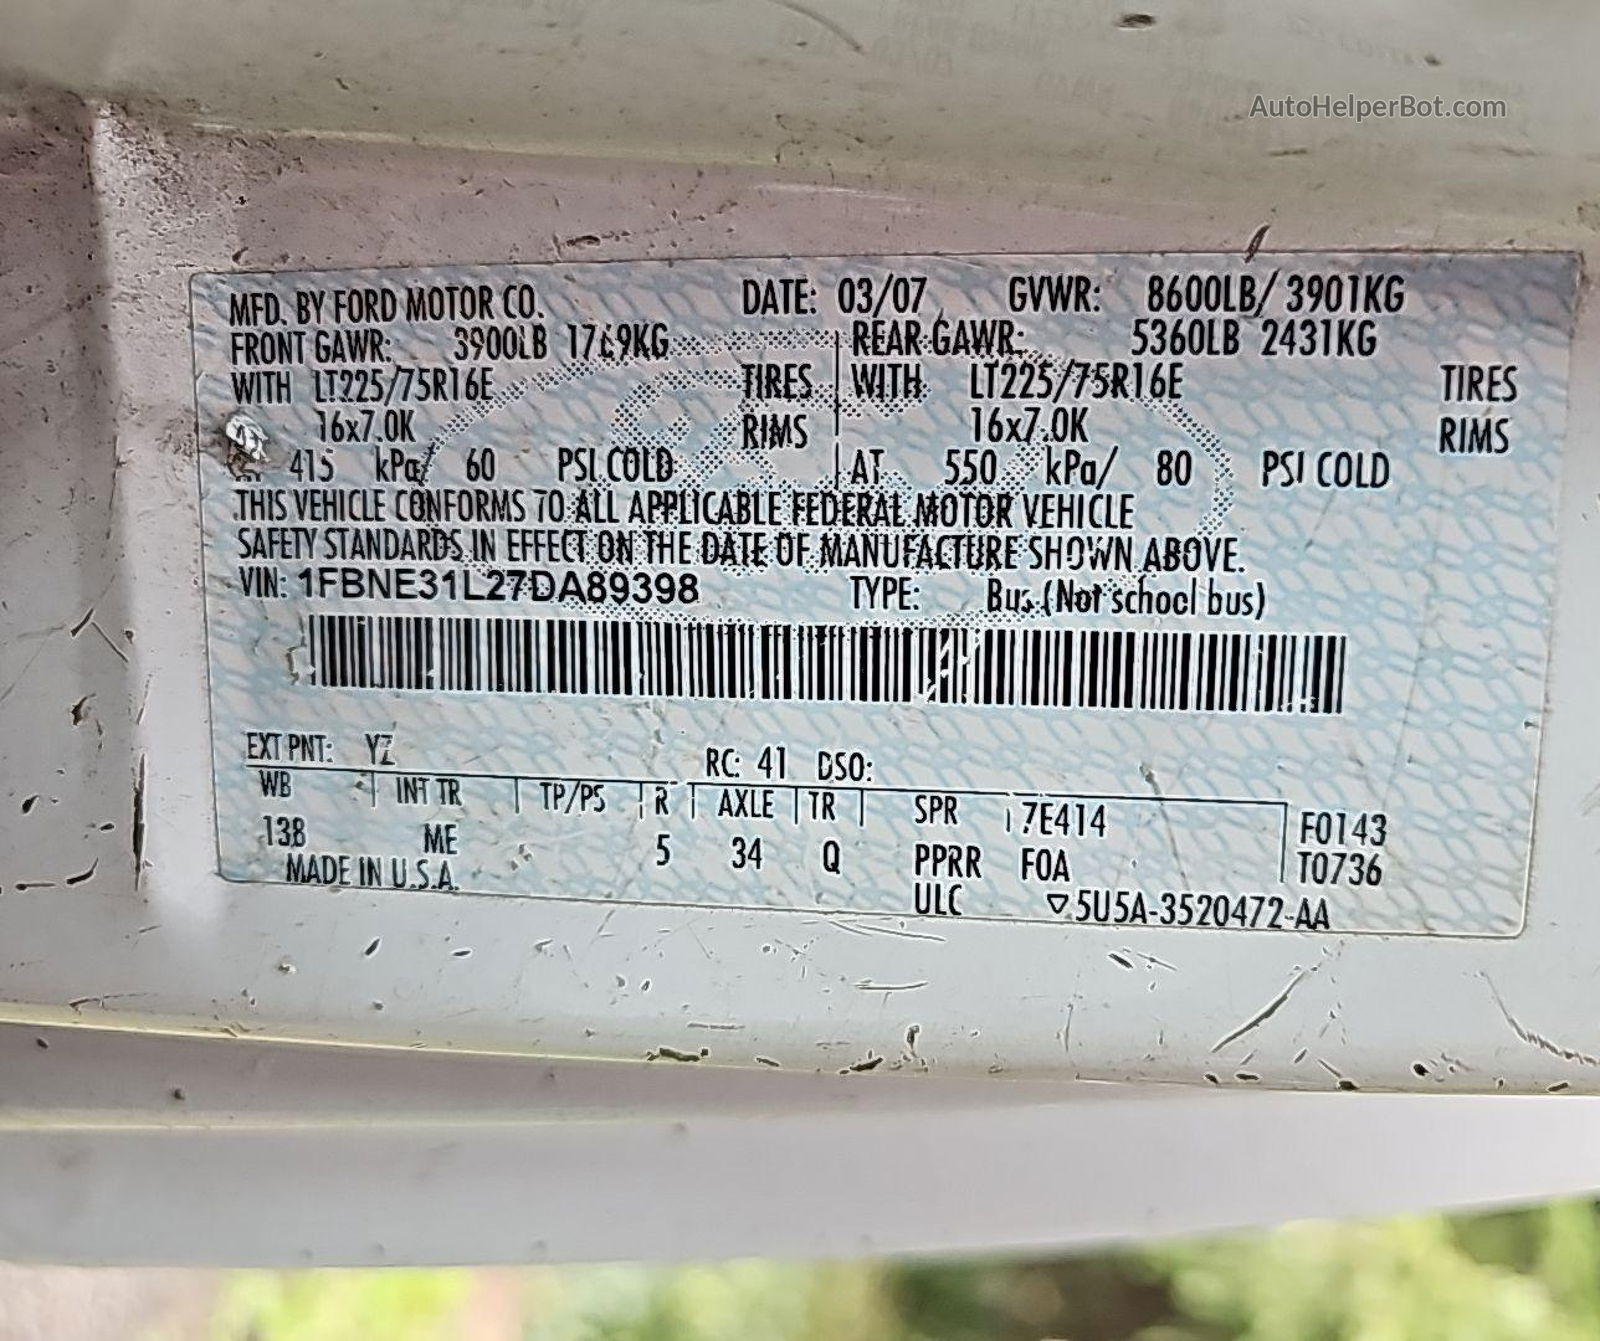 AutoHelperBot.com
MFD. BY FORD MOTOR CO. DATE: 03/07 GVWR: 8600LB/ 3901KG
FRONT GAWR: 3900LB 1769KG REAR GAWR: 5360LB 2431KG
WITH LT225/75R16E TIRES WITH LT225/75R16E TIRES
16x7.0K RIMS 16x7.0K RIMS
415 kPa/ 60 PSI COLD AT 550 kPa/ 80 PSI COLD
THIS VEHICLE CONFORMS TO ALL APPLICABLE FEDERAL MOTOR VEHICLE
SAFETY STANDARDS IN EFFECT ON THE DATE OF MANUFACTURE SHOWN ABOVE.
VIN: 1FBNE31L27DA89398 TYPE: Bus (Not school bus)
EXT PNT: YZ RC: 41 DSO:
WB INT TR TP/PS R AXLE TR SPR 7E414 F0143
138 ME 5 34 Q PPRR FOA T0736
MADE IN U.S.A. ULC ▽5U5A-3520472-AA